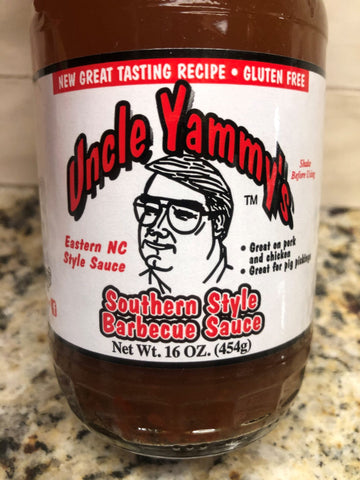 NEW GREAT TASTING RECIPE • GLUTEN FREE
Uncle Yammy's
TM
Shake
Before Using
Eastern NC
Style Sauce
• Great on pork
and chicken
• Great for pig pickings
Southern Style
Barbecue Sauce
Net Wt. 16 OZ. (454g)